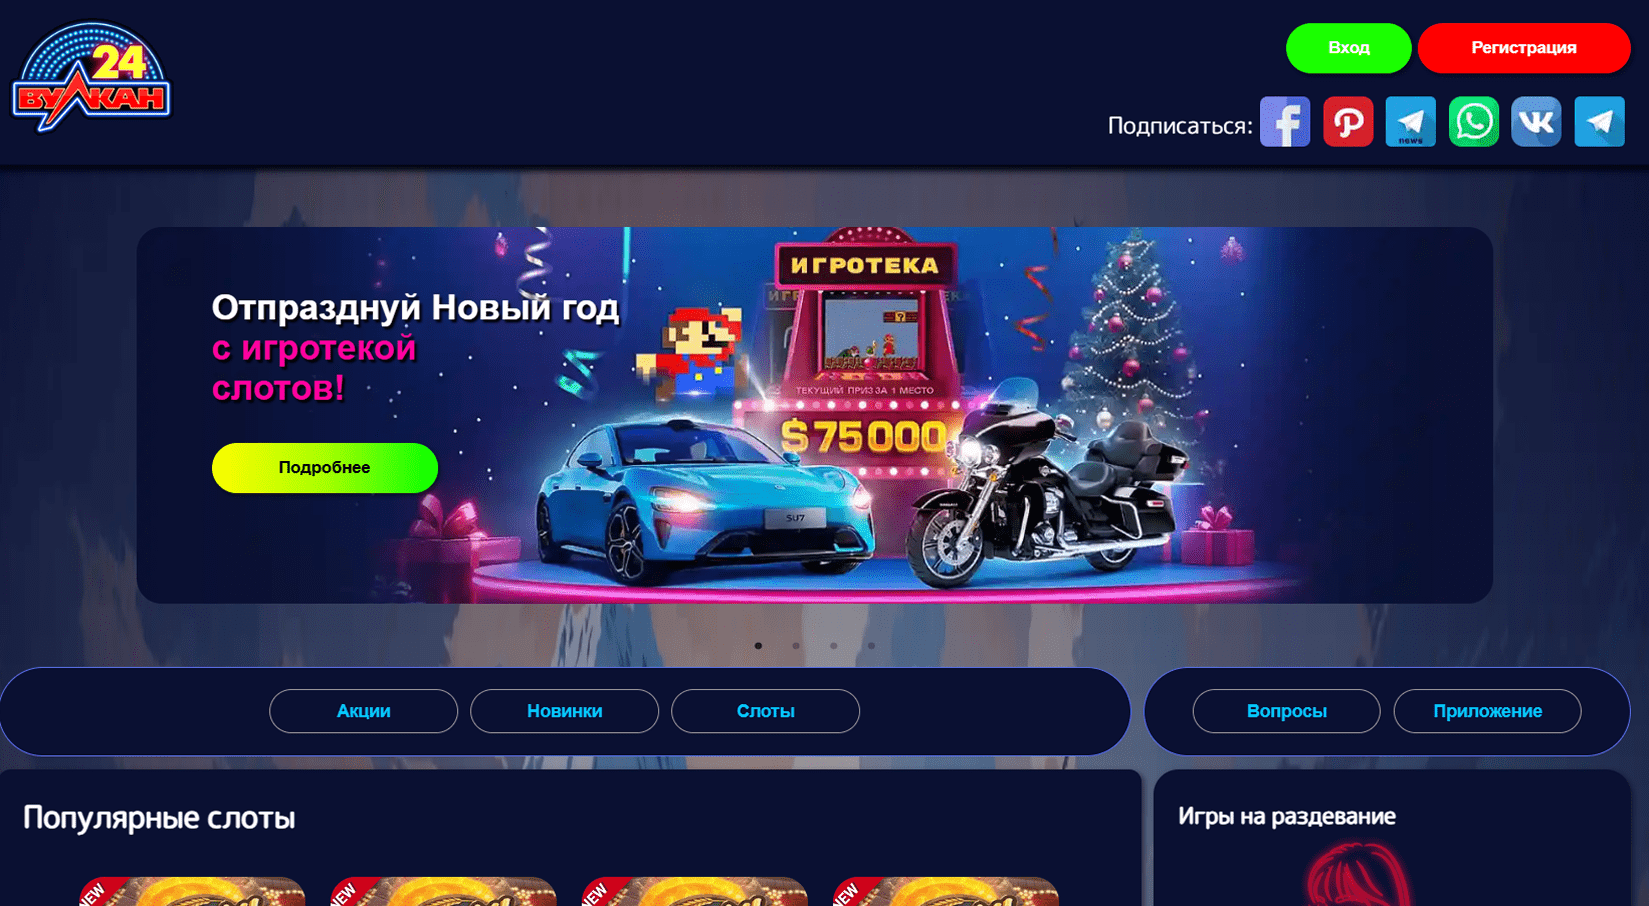 24
ВУЛКАН
Вход
Регистрация
Подписаться:
news
ИГРОТЕКА
Отпразднуй Новый год
с игротекой
слотов!
ТЕКУЩИЙ ПРИЗ ЗА 1 МЕСТО
$75000
Подробнее
SU7
Акции
Новинки
Слоты
Вопросы
Приложение
Популярные слоты
Игры на раздевание
NEW
NEW
NEW
NEW